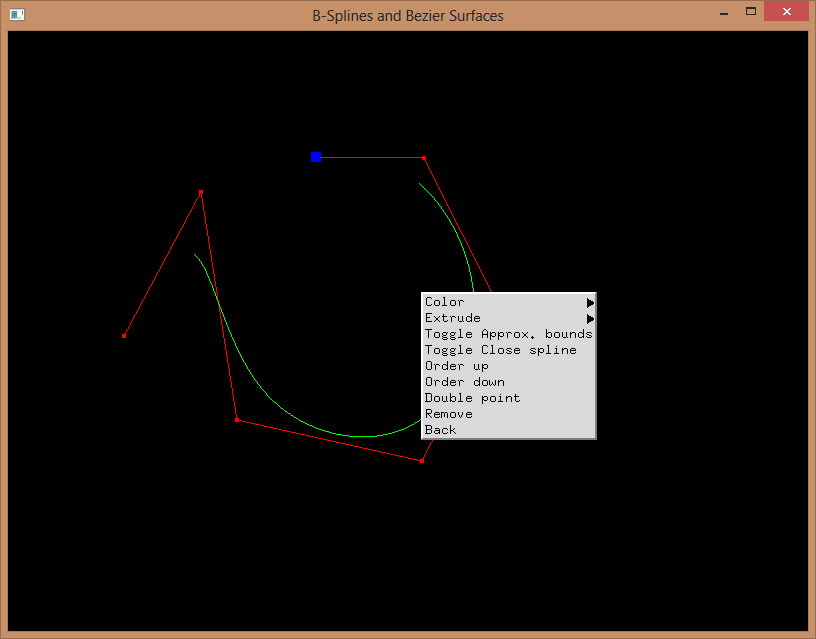 B-Splines and Bezier Surfaces
Color
Extrude
Toggle Approx. bounds
Toggle Close spline
Order up
Order down
Double point
Remove
Back